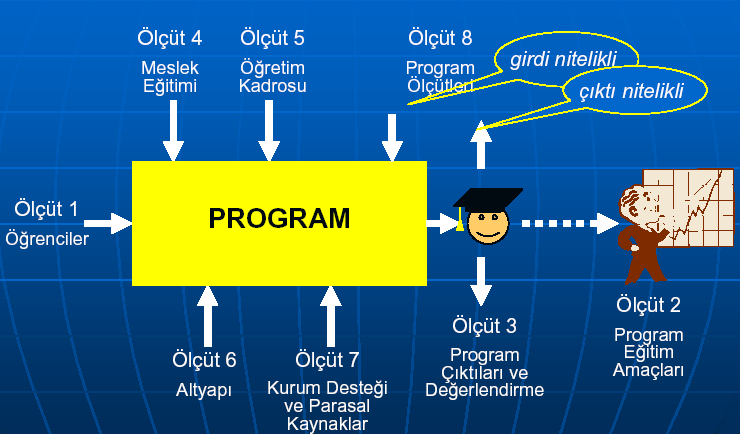 Ölçüt 4
Meslek
Eğitimi
Ölçüt 5
Öğretim
Kadrosu
Ölçüt 8
Program
Ölçütleri
girdi nitelikli
çıktı nitelikli
Ölçüt 1
Öğrenciler
PROGRAM
Ölçüt 2
Program
Eğitim
Amaçları
Ölçüt 3
Program
Çıktıları ve
Değerlendirme
Ölçüt 6
Altyapı
Ölçüt 7
Kurum Desteği
ve Parasal
Kaynaklar